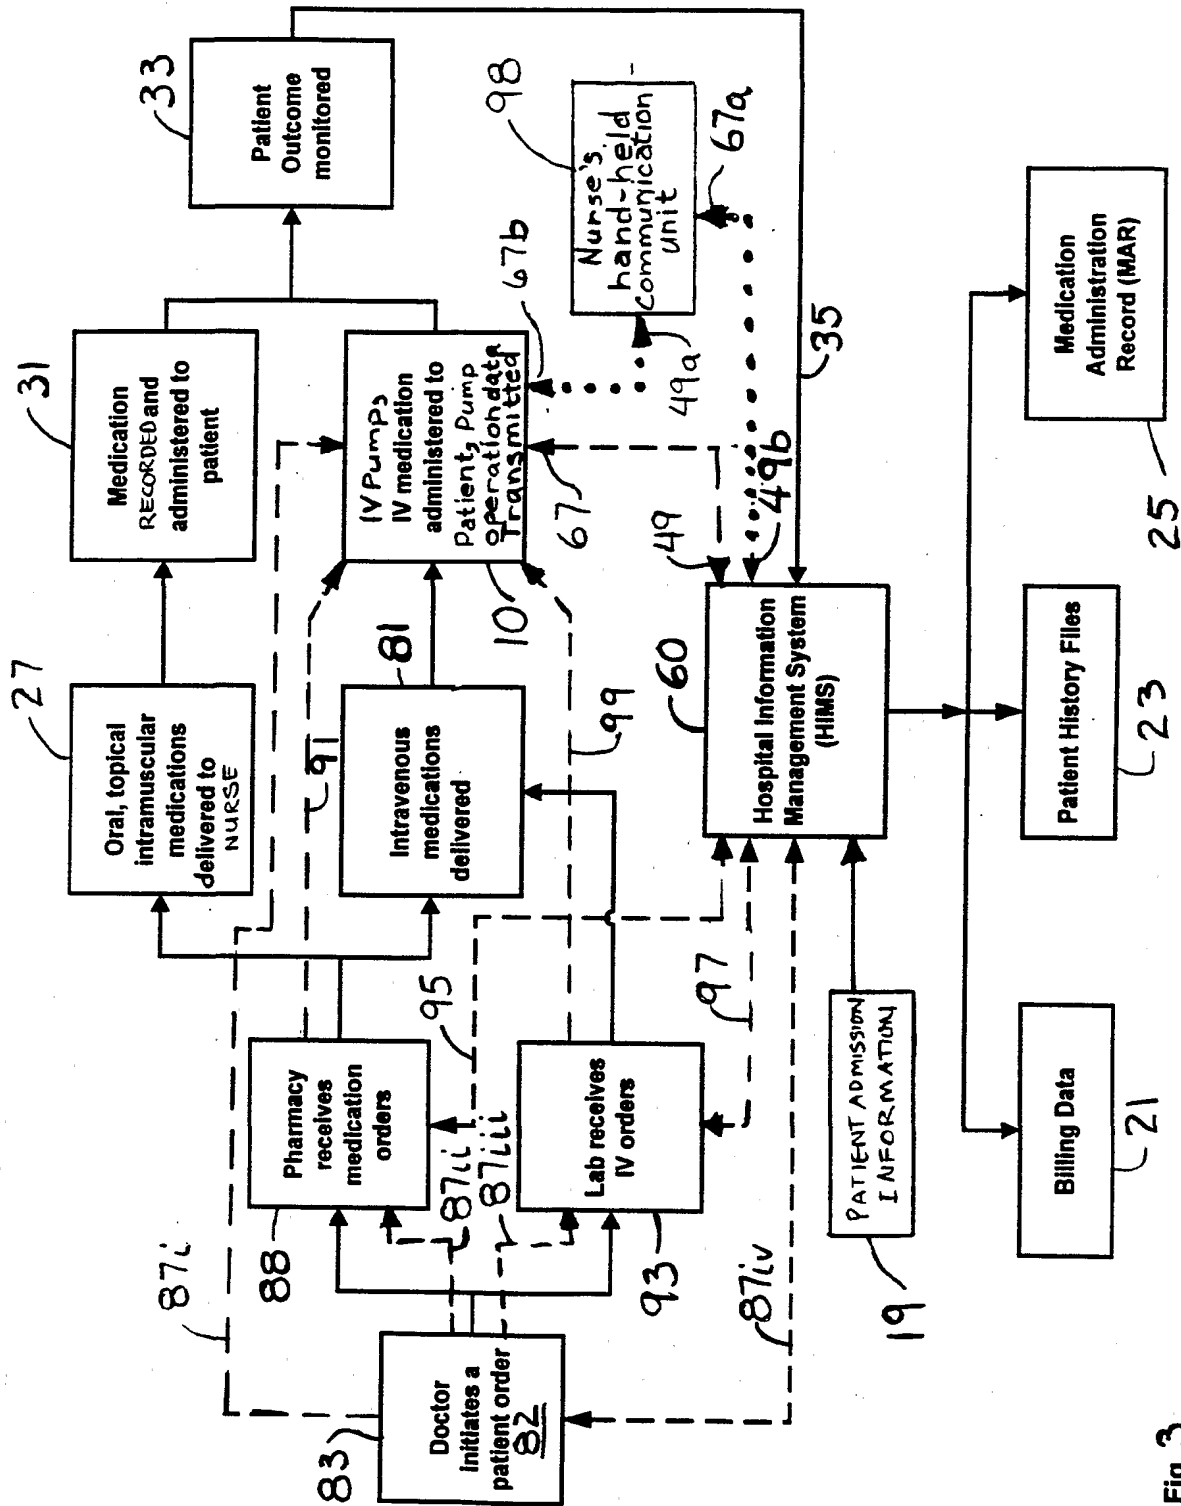 83
Doctor
initiates a
patient order
82
87i
88
Pharmacy
receives
medication
orders
87ii
87iii
93
Lab receives
IV orders
87iv
95
97
91
99
27
Oral, topical
intramuscular
medications
delivered to
NURSE
81
Intravenous
medications
delivered
31
Medication
RECORDED and
administered to
patient
10
IV Pumps
IV medication
administered to
Patient, Pump
operation data
Transmitted
67
67b
33
Patient
Outcome
monitored
98
Nurse's
hand-held
communication
unit
67a
49a
49
49b
35
60
Hospital Information
Management System
(HIMS)
19
PATIENT ADMISSION
INFORMATION
Billing Data
21
Patient History Files
23
Medication
Administration
Record (MAR)
25
Fig. 3